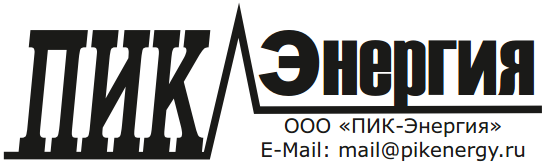 ПИК Энергия
ООО «ПИК-Энергия»
E-Mail: mail@pikenergy.ru